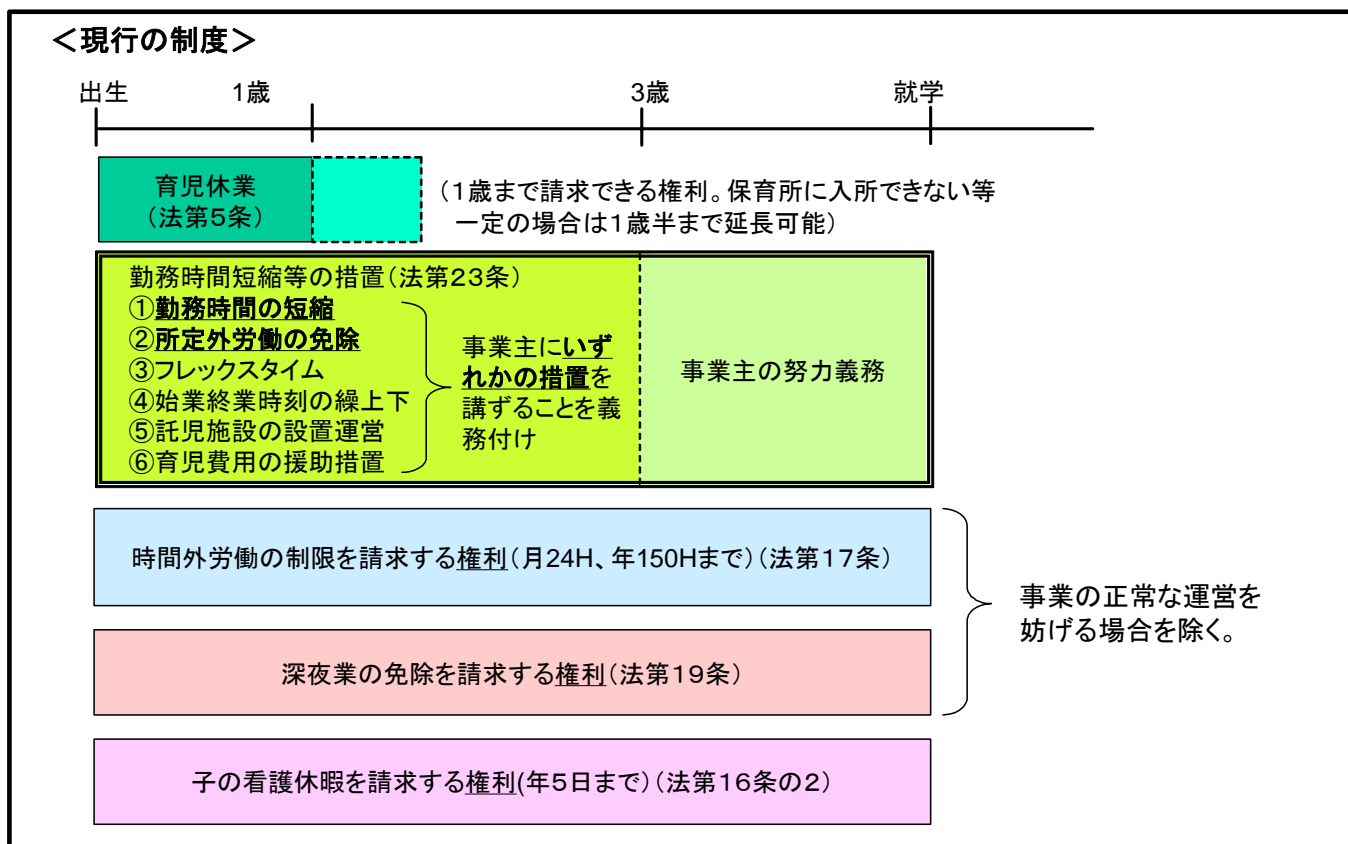 ＜現行の制度＞
出生 1歳 3歳 就学
育児休業
（法第５条）
（１歳まで請求できる権利。保育所に入所できない等
一定の場合は１歳半まで延長可能）
勤務時間短縮等の措置（法第２３条）
①勤務時間の短縮
②所定外労働の免除
③フレックスタイム
④始業終業時刻の繰上下
⑤託児施設の設置運営
⑥育児費用の援助措置
事業主にいず
れかの措置を
講ずることを義
務付け
事業主の努力義務
時間外労働の制限を請求する権利（月24H、年150Hまで）（法第１７条）
深夜業の免除を請求する権利（法第１９条）
事業の正常な運営を
妨げる場合を除く。
子の看護休暇を請求する権利(年５日まで）（法第１６条の２）